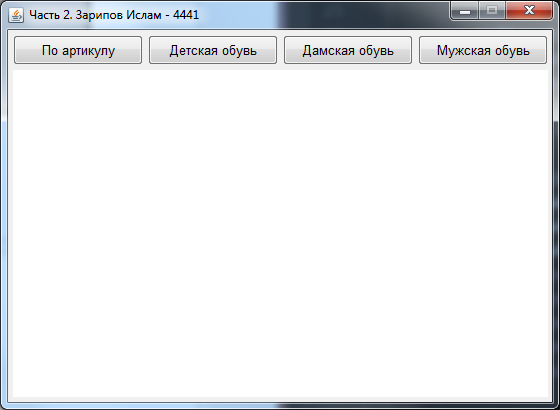 Часть 2. Зарипов Ислам - 4441
По артикулу
Детская обувь
Дамская обувь
Мужская обувь